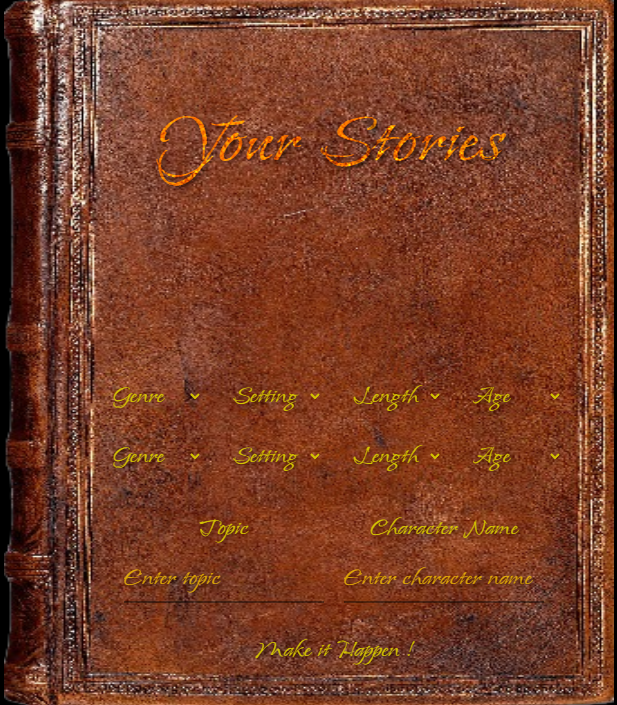 Your Stories
Genre Setting Length Age
Genre Setting Length Age
Topic Character Name
Enter topic Enter character name
Make it Happen !